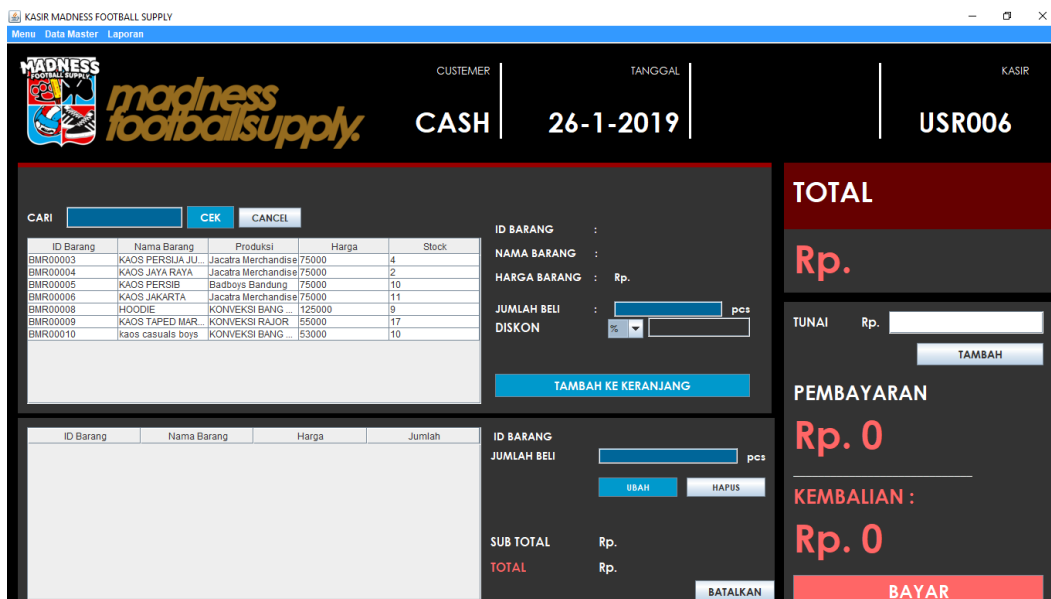 KASIR MADNESS FOOTBALL SUPPLY
Menu Data Master Laporan
MADNESS
FOOTBALL SUPPLY.
madness
footballsupply.
CUSTEMER
CASH
TANGGAL
26-1-2019
KASIR
USR006
CARI CEK CANCEL
ID Barang Nama Barang Produksi Harga Stock
BMR00003 KAOS PERSIJA JU... Jacatra Merchandise 75000 4
BMR00004 KAOS JAYA RAYA Jacatra Merchandise 75000 2
BMR00005 KAOS PERSIB Badboys Bandung 75000 10
BMR00006 KAOS JAKARTA Jacatra Merchandise 75000 11
BMR00008 HOODIE KONVEKSI BANG ... 125000 9
BMR00009 KAOS TAPED MAR... KONVEKSI RAJOR 55000 17
BMR00010 kaos casuals boys KONVEKSI BANG ... 53000 10
ID BARANG :
NAMA BARANG :
HARGA BARANG : Rp.
JUMLAH BELI : pcs
DISKON %
TAMBAH KE KERANJANG
TOTAL
Rp.
TUNAI Rp.
TAMBAH
PEMBAYARAN
Rp. 0
KEMBALIAN :
Rp. 0
BAYAR
ID Barang Nama Barang Harga Jumlah
ID BARANG
JUMLAH BELI pcs
UBAH HAPUS
SUB TOTAL Rp.
TOTAL Rp.
BATALKAN